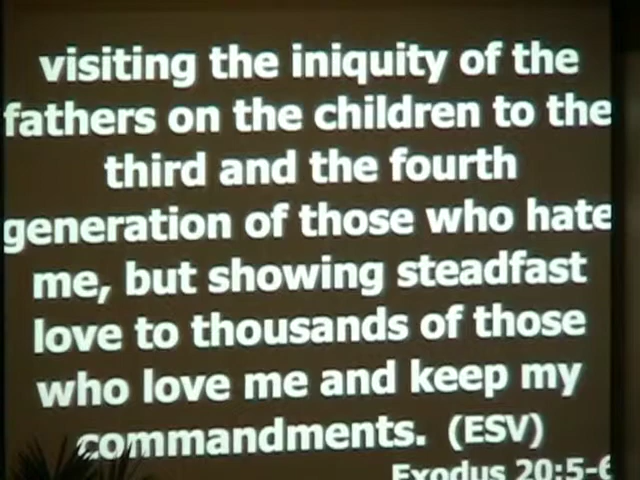 visiting the iniquity of the
fathers on the children to the
third and the fourth
generation of those who hate
me, but showing steadfast
love to thousands of those
who love me and keep my
commandments. (ESV)
Exodus 20:5-6